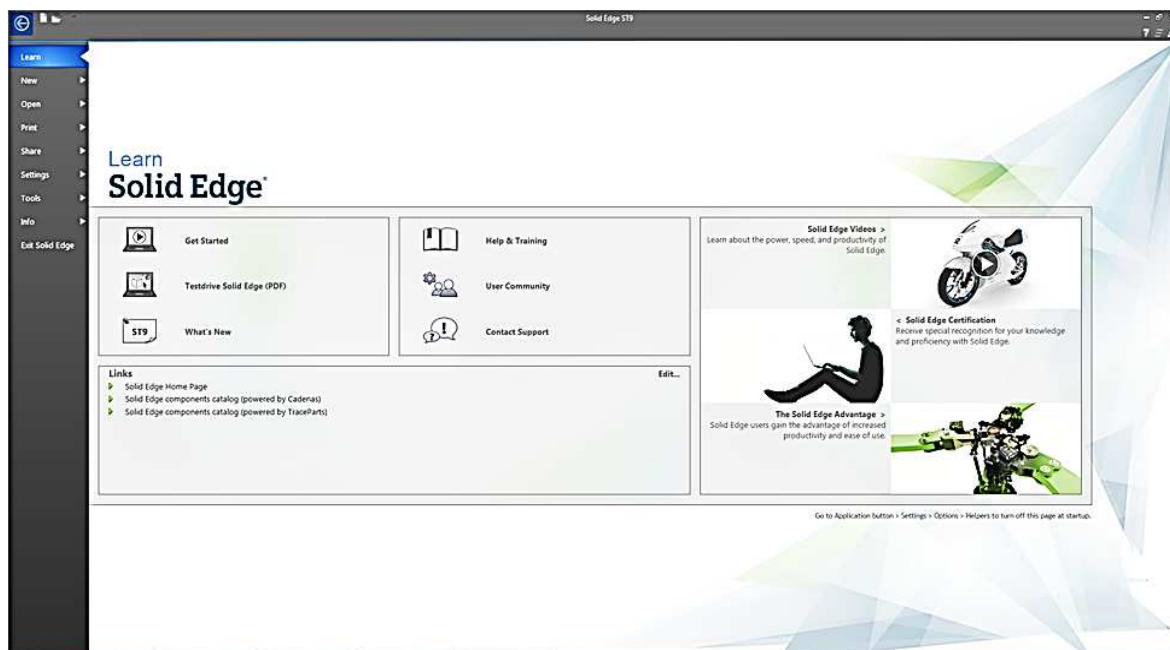 Solid Edge ST9
Learn
New
Open
Print
Share
Settings
Tools
Info
Exit Solid Edge
Learn
Solid Edge
Get Started
Testdrive Solid Edge (PDF)
ST9
What's New
Help & Training
User Community
Contact Support
Links
Edit...
Solid Edge Home Page
Solid Edge components catalog (powered by Cadenas)
Solid Edge components catalog (powered by TraceParts)
Solid Edge Videos >
Learn about the power, speed, and productivity of
Solid Edge.
< Solid Edge Certification
Receive special recognition for your knowledge
and proficiency with Solid Edge.
The Solid Edge Advantage >
Solid Edge users gain the advantage of increased
productivity and ease of use.
Go to Application button > Settings > Options > Helpers to turn off this page at startup.